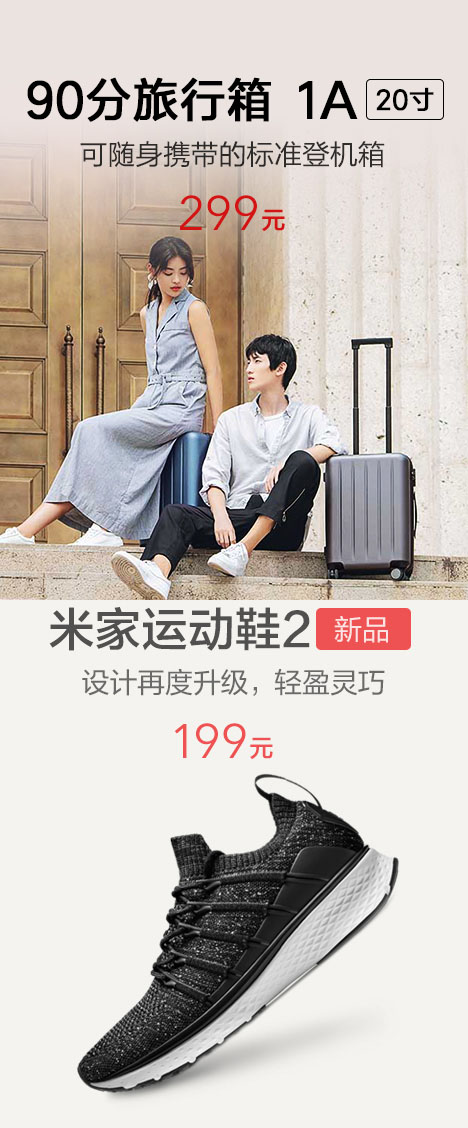 90分旅行箱 1A 20寸
可随身携带的标准登机箱
299元
米家运动鞋2 新品
设计再度升级，轻盈灵巧
199元